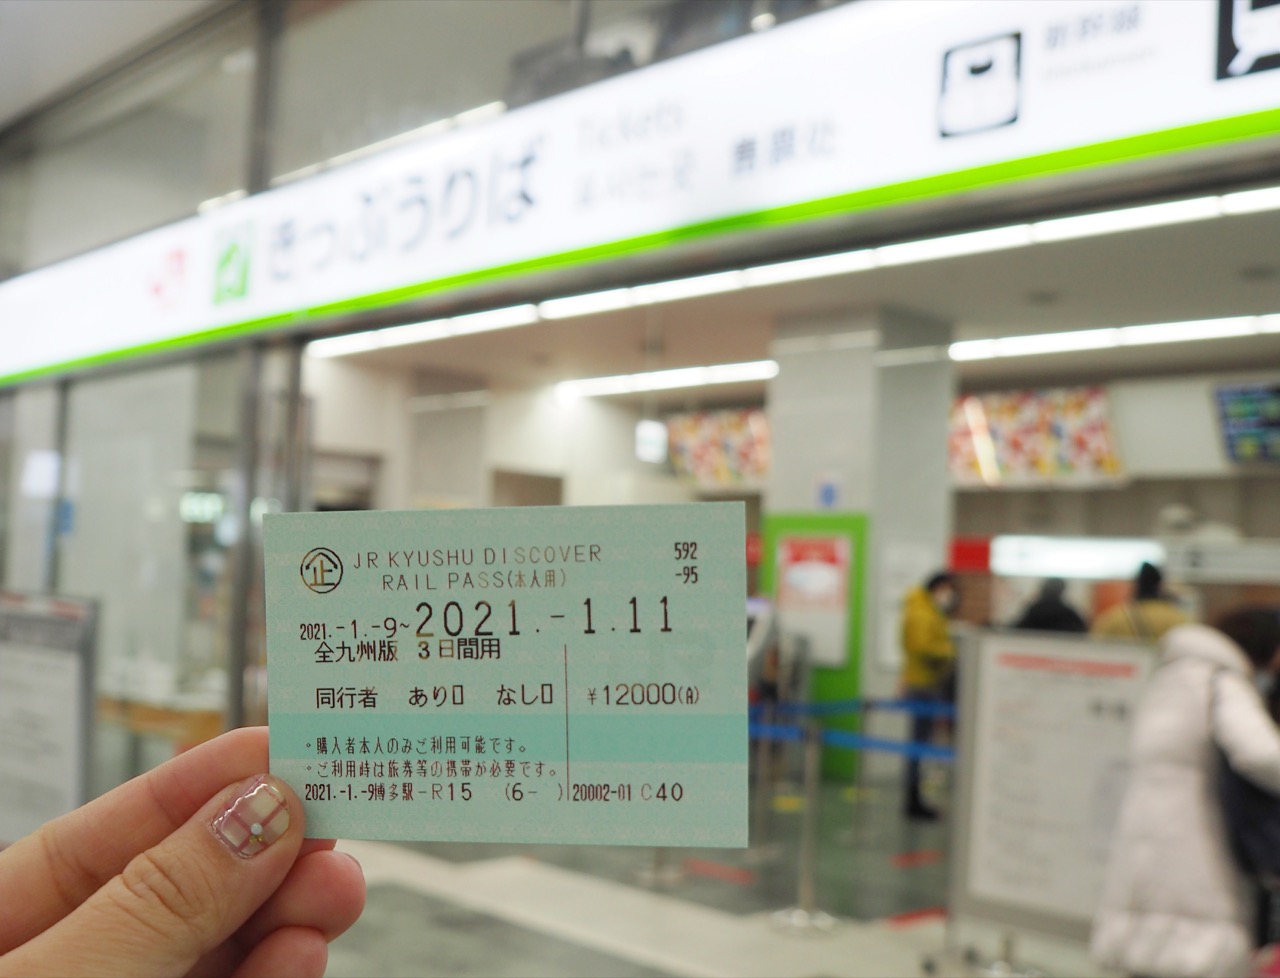 新幹線
きっぷうりば
Tickets
企
JR KYUSHU DISCOVER
RAIL PASS(本人用)
592
-95
2021.-1.-9~2021.-1.11
全九州版 3日間用
同行者 あり□ なし□ ¥12000(A)
・購入者本人のみご利用可能です。
・ご利用時は旅券等の携帯が必要です。
2021.-1.-9博多駅-R15 (6- ) 20002-01 C40